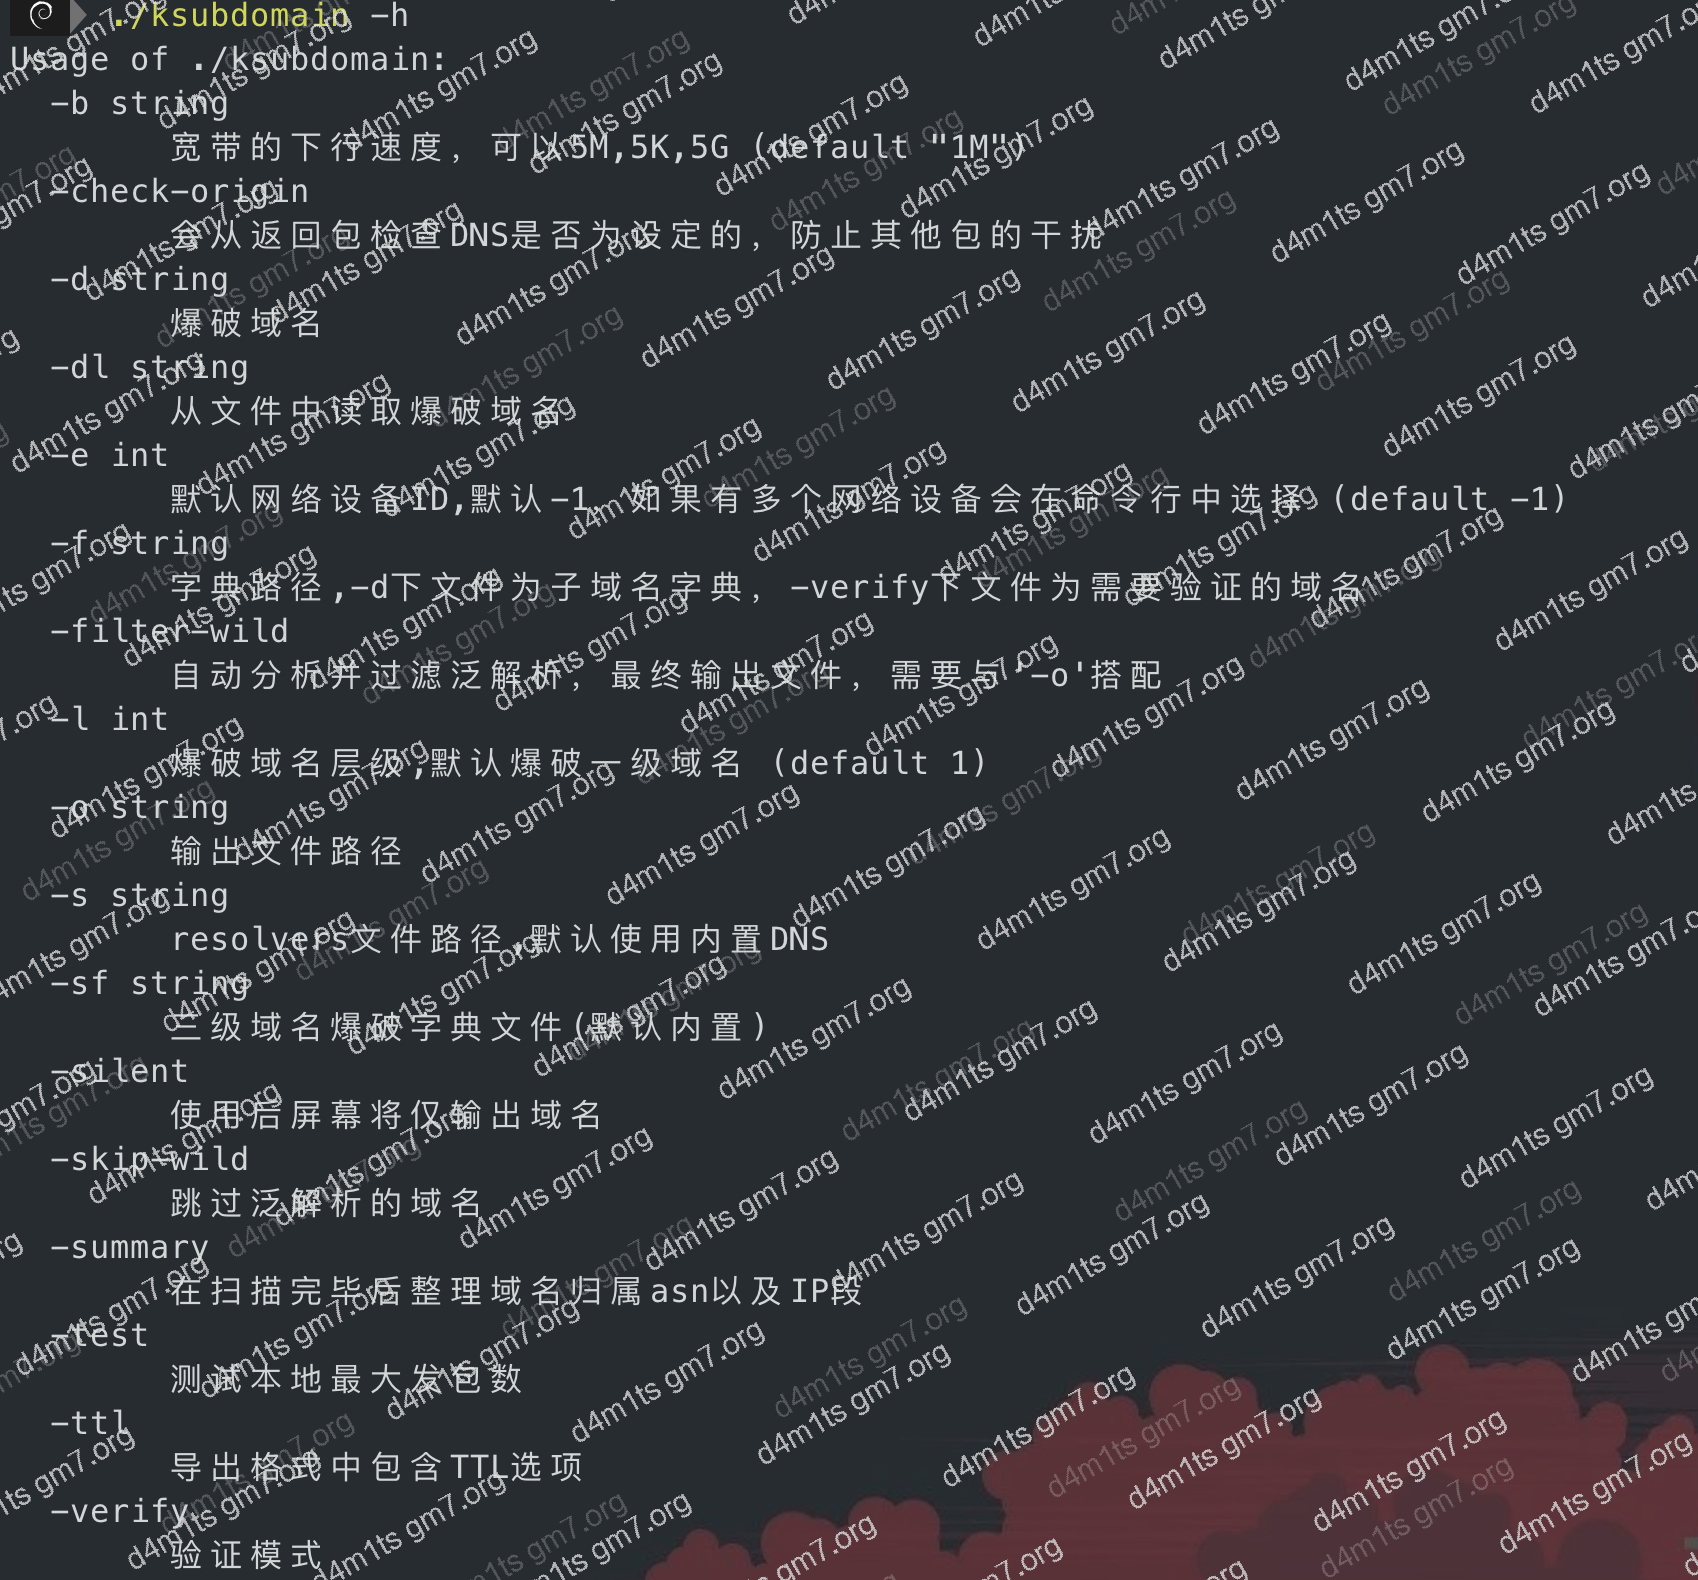 ./ksubdomain -h
Usage of ./ksubdomain:
-b string
宽带的下行速度，可以5M,5K,5G (default "1M")
-check-origin
会从返回包检查DNS是否为设定的，防止其他包的干扰
-d string
爆破域名
-dl string
从文件中读取爆破域名
-e int
默认网络设备ID,默认-1，如果有多个网络设备会在命令行中选择 (default -1)
-f string
字典路径,-d下文件为子域名字典，-verify下文件为需要验证的域名
-filter-wild
自动分析并过滤泛解析，最终输出文件，需要与'-o'搭配
-l int
爆破域名层级,默认爆破一级域名 (default 1)
-o string
输出文件路径
-s string
resolvers文件路径,默认使用内置DNS
-sf string
三级域名爆破字典文件(默认内置)
-silent
使用后屏幕将仅输出域名
-skip-wild
跳过泛解析的域名
-summary
在扫描完毕后整理域名归属asn以及IP段
-test
测试本地最大发包数
-ttl
导出格式中包含TTL选项
-verify
验证模式
d4m1ts gm7.org